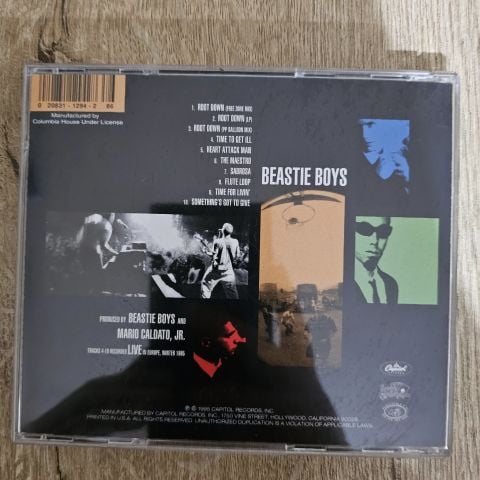 0 20831-1294-2 86
Manufactured by
Columbia House Under License
1. ROOT DOWN (FREE ZONE MIX)
2. ROOT DOWN (LP)
3. ROOT DOWN (PP BALLOON MIX)
4. TIME TO GET ILL
5. HEART ATTACK MAN
6. THE MAESTRO
7. SABROSA
8. FLUTE LOOP
9. TIME FOR LIVIN'
10. SOMETHING'S GOT TO GIVE
BEASTIE BOYS
PRODUCED BY BEASTIE BOYS AND
MARIO CALDATO, JR.
TRACKS 4-10 RECORDED LIVE IN EUROPE, WINTER 1995
Capitol
℗ © 1995 CAPITOL RECORDS, INC.
MANUFACTURED BY CAPITOL RECORDS, INC., 1750 VINE STREET, HOLLYWOOD, CALIFORNIA 90028.
PRINTED IN U.S.A. ALL RIGHTS RESERVED. UNAUTHORIZED DUPLICATION IS A VIOLATION OF APPLICABLE LAWS.